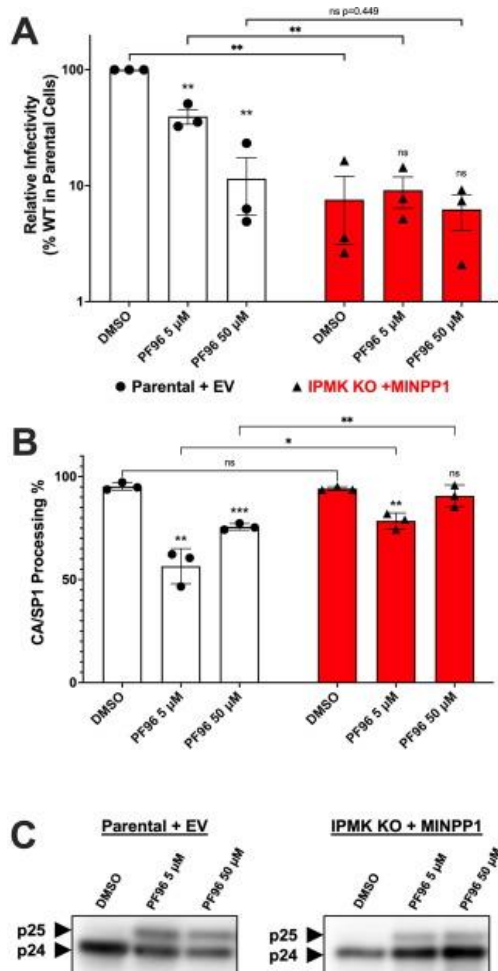 A
ns p=0.449
**
**
Relative Infectivity
(% WT in Parental Cells)
100
10
1
**
**
ns
ns
DMSO
PF96 5 µM
PF96 50 µM
DMSO
PF96 5 µM
PF96 50 µM
Parental + EV
IPMK KO +MINPP1
B
**
*
ns
CA/SP1 Processing %
100
50
0
**
***
**
ns
DMSO
PF96 5 µM
PF96 50 µM
DMSO
PF96 5 µM
PF96 50 µM
C
Parental + EV
IPMK KO + MINPP1
DMSO
PF96 5 µM
PF96 50 µM
DMSO
PF96 5 µM
PF96 50 µM
p25
p24
p25
p24